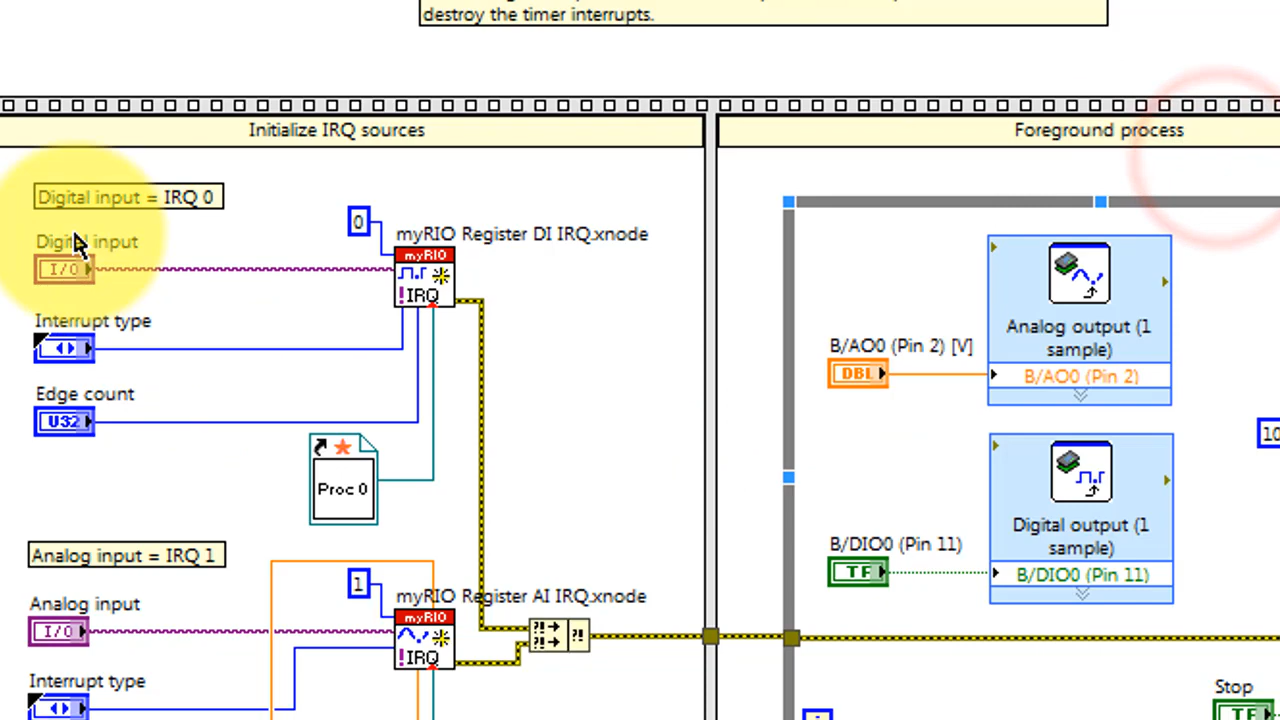 destroy the timer interrupts.
Initialize IRQ sources
Foreground process
Digital input = IRQ 0
Digital input
I/O
0
myRIO Register DI IRQ.xnode
myRIO
!IRQ
Interrupt type
Edge count
U32
Proc 0
Analog input = IRQ 1
Analog input
I/O
1
myRIO Register AI IRQ.xnode
myRIO
!IRQ
Interrupt type
Analog output (1
sample)
B/AO0 (Pin 2) [V]
DBL
B/AO0 (Pin 2)
10
Digital output (1
sample)
B/DIO0 (Pin 11)
TF
B/DIO0 (Pin 11)
Stop
TF
i